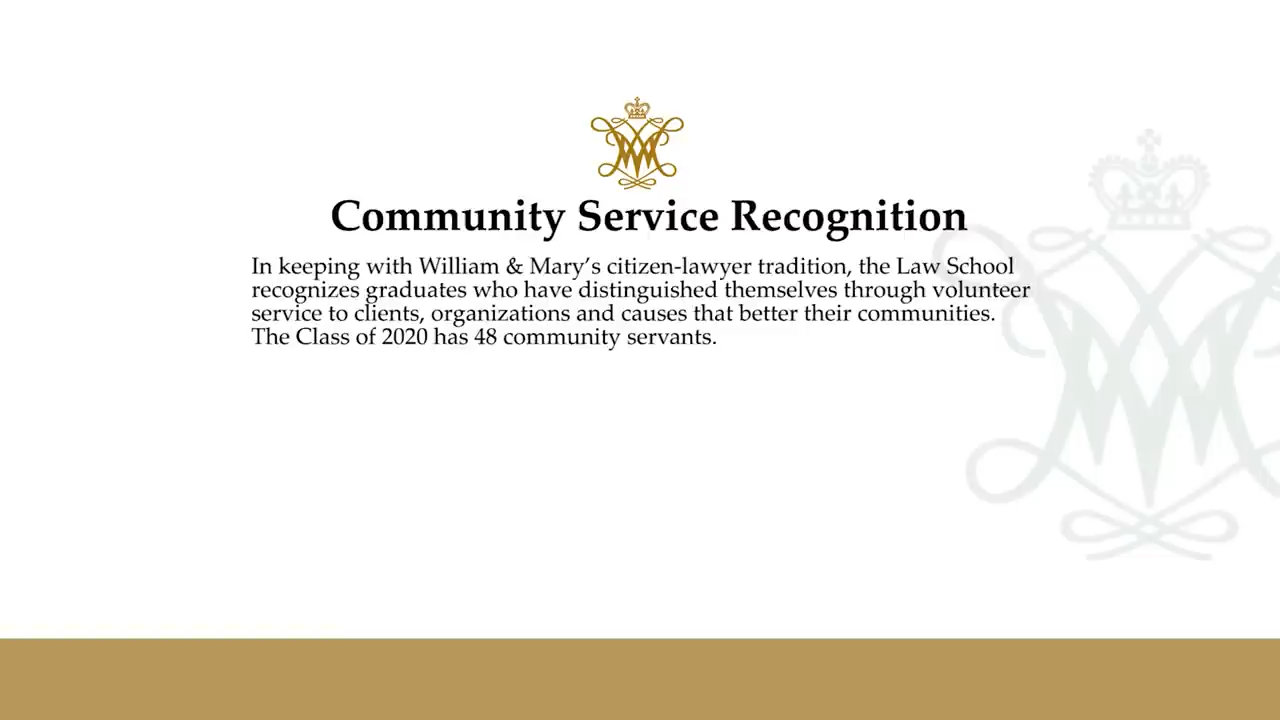 Community Service Recognition
In keeping with William & Mary’s citizen-lawyer tradition, the Law School
recognizes graduates who have distinguished themselves through volunteer
service to clients, organizations and causes that better their communities.
The Class of 2020 has 48 community servants.